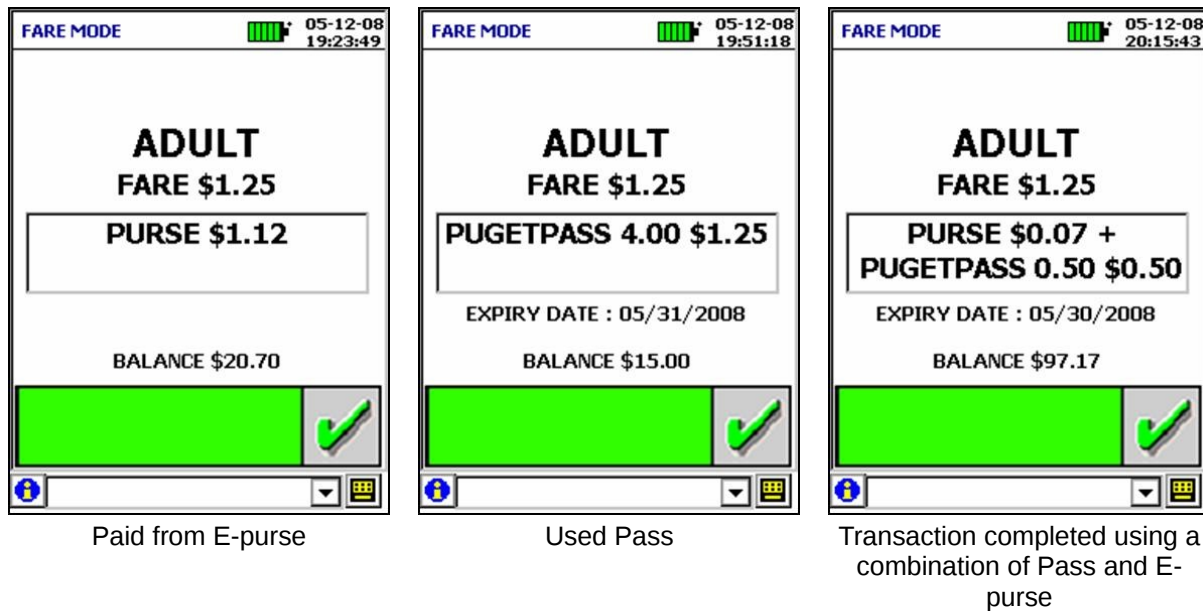 FARE MODE
05-12-08
19:23:49
ADULT
FARE $1.25
PURSE $1.12
BALANCE $20.70
Paid from E-purse
FARE MODE
05-12-08
19:51:18
ADULT
FARE $1.25
PUGETPASS 4.00 $1.25
EXPIRY DATE : 05/31/2008
BALANCE $15.00
Used Pass
FARE MODE
05-12-08
20:15:43
ADULT
FARE $1.25
PURSE $0.07 +
PUGETPASS 0.50 $0.50
EXPIRY DATE : 05/30/2008
BALANCE $97.17
Transaction completed using a
combination of Pass and E-
purse